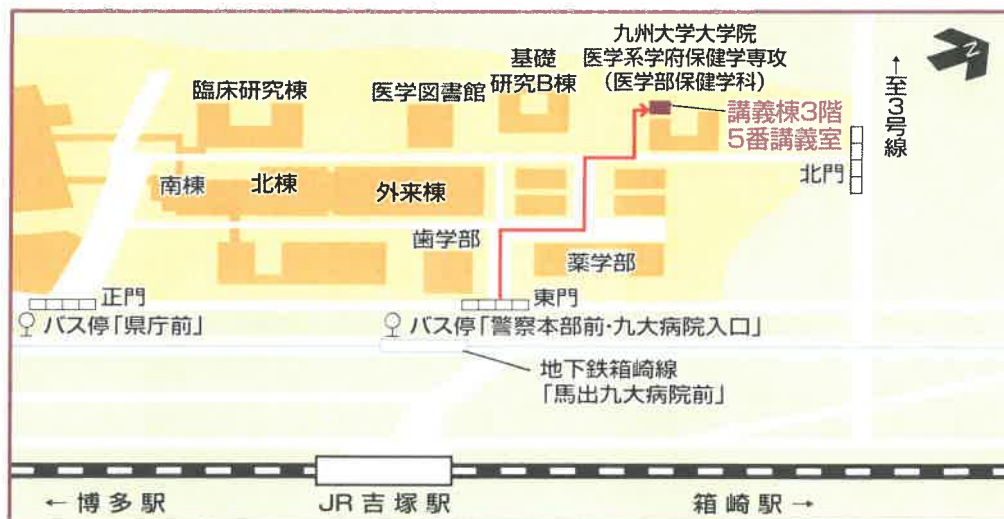 九州大学大学院
医学系学府保健学専攻
(医学部保健学科)
基礎
研究B棟
臨床研究棟
医学図書館
講義棟3階
5番講義室
↑至3号線
N
北門
南棟
北棟
外来棟
歯学部
薬学部
正門
東門
バス停「県庁前」
バス停「警察本部前・九大病院入口」
地下鉄箱崎線
「馬出九大病院前」
← 博多駅
JR吉塚駅
箱崎駅 →